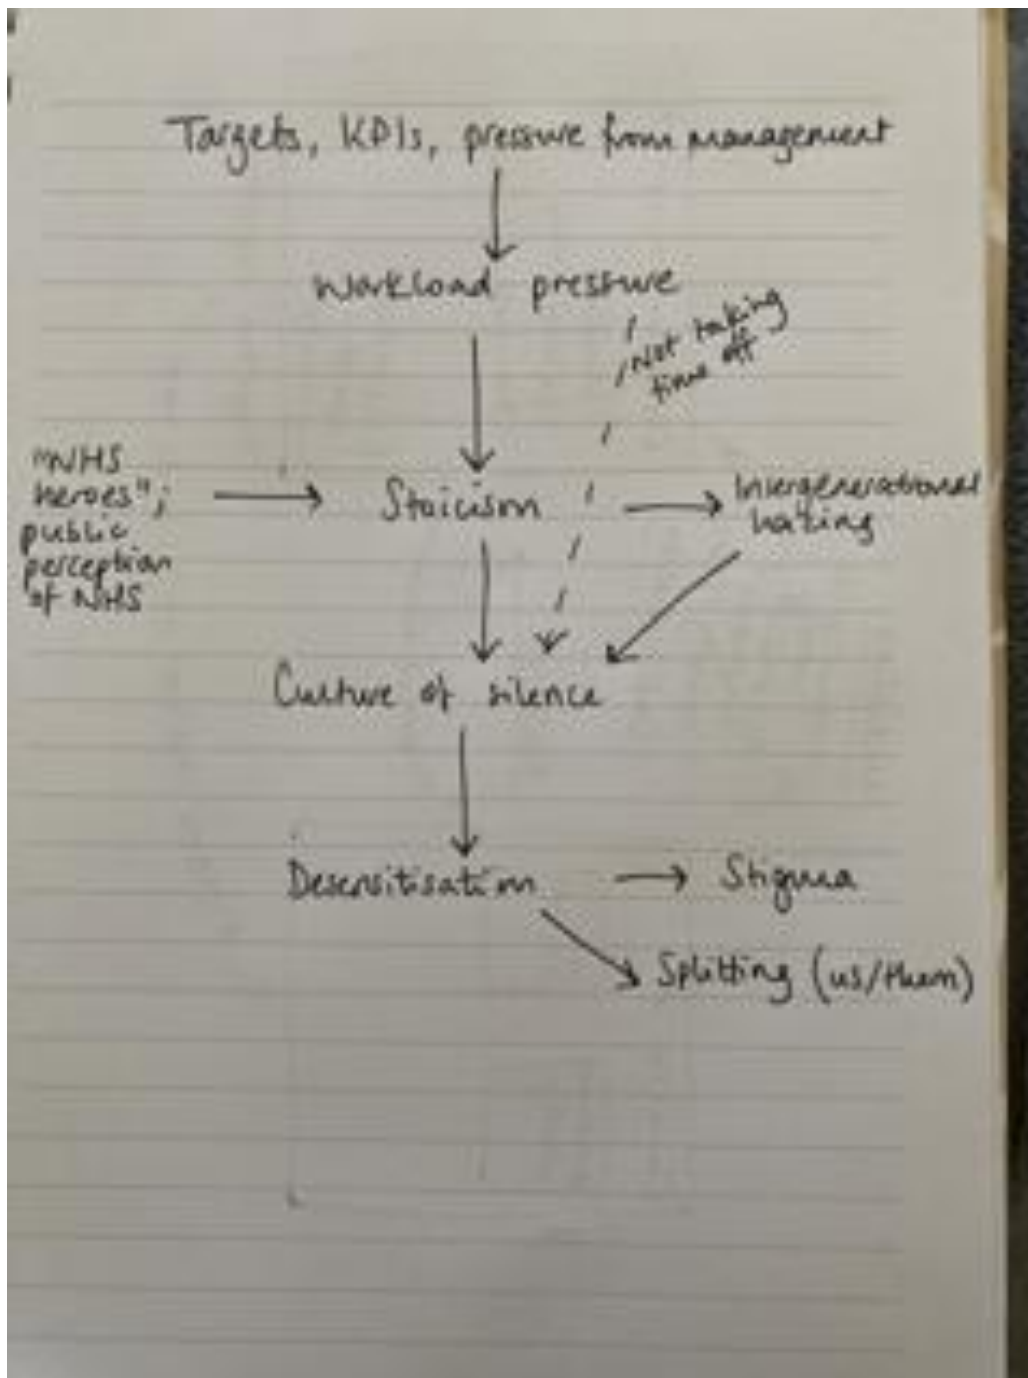 Targets, KPIs, pressure from management
Workload pressure
Not taking
time off
"NHS
heroes";
public
perception
of NHS
Stoicism
Intergenerational
hating
Culture of silence
Desensitisation
Stigma
Splitting (us/them)